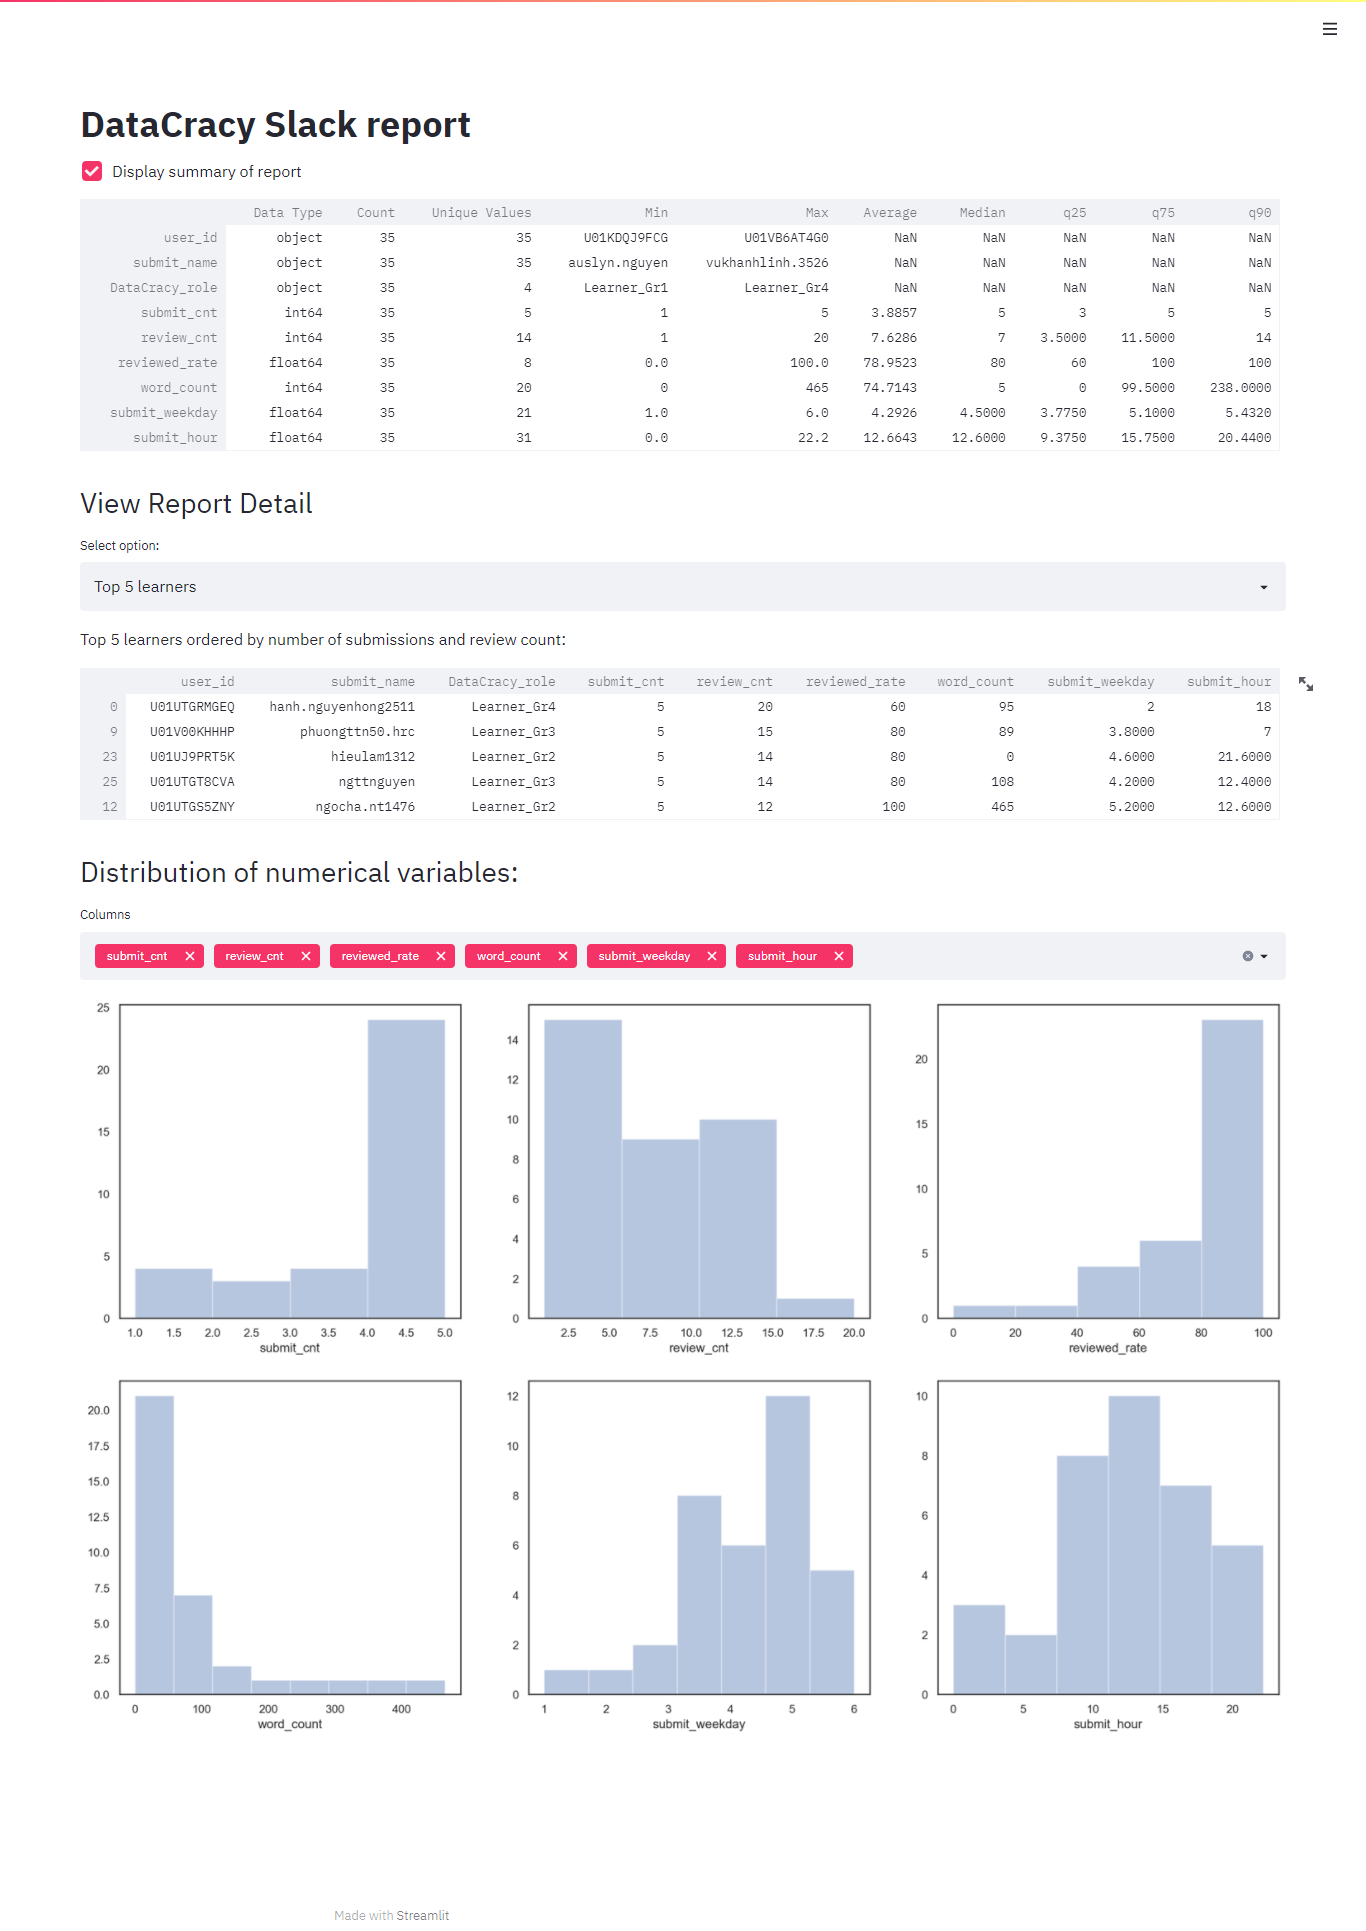 DataCracy Slack report
Display summary of report
Data Type Count Unique Values Min Max Average Median q25 q75 q90
user_id object 35 35 U01KDQJ9FCG U01VB6AT4G0 NaN NaN NaN NaN NaN
submit_name object 35 35 auslyn.nguyen vukhanhlinh.3526 NaN NaN NaN NaN NaN
DataCracy_role object 35 4 Learner_Gr1 Learner_Gr4 NaN NaN NaN NaN NaN
submit_cnt int64 35 5 1 5 3.8857 5 3 5 5
review_cnt int64 35 14 1 20 7.6286 7 3.5000 11.5000 14
reviewed_rate float64 35 8 0.0 100.0 78.9523 80 60 100 100
word_count int64 35 20 0 465 74.7143 5 0 99.5000 238.0000
submit_weekday float64 35 21 1.0 6.0 4.2926 4.5000 3.7750 5.1000 5.4320
submit_hour float64 35 31 0.0 22.2 12.6643 12.6000 9.3750 15.7500 20.4400
View Report Detail
Select option:
Top 5 learners
Top 5 learners ordered by number of submissions and review count:
user_id submit_name DataCracy_role submit_cnt review_cnt reviewed_rate word_count submit_weekday submit_hour
0 U01UTGRMGEQ hanh.nguyenhong2511 Learner_Gr4 5 20 60 95 2 18
9 U01V00KHHHP phuongttn50.hrc Learner_Gr3 5 15 80 89 3.8000 7
23 U01UJ9PRT5K hieulam1312 Learner_Gr2 5 14 80 0 4.6000 21.6000
25 U01UTGT8CVA ngttnguyen Learner_Gr3 5 14 80 108 4.2000 12.4000
12 U01UTGS5ZNY ngocha.nt1476 Learner_Gr2 5 12 100 465 5.2000 12.6000
Distribution of numerical variables:
Columns
submit_cnt review_cnt reviewed_rate word_count submit_weekday submit_hour
25
20
15
10
5
0
1.0 1.5 2.0 2.5 3.0 3.5 4.0 4.5 5.0
submit_cnt
14
12
10
8
6
4
2
0
2.5 5.0 7.5 10.0 12.5 15.0 17.5 20.0
review_cnt
20
15
10
5
0
0 20 40 60 80 100
reviewed_rate
20.0
17.5
15.0
12.5
10.0
7.5
5.0
2.5
0.0
0 100 200 300 400
word_count
12
10
8
6
4
2
0
1 2 3 4 5 6
submit_weekday
10
8
6
4
2
0
0 5 10 15 20
submit_hour
Made with Streamlit